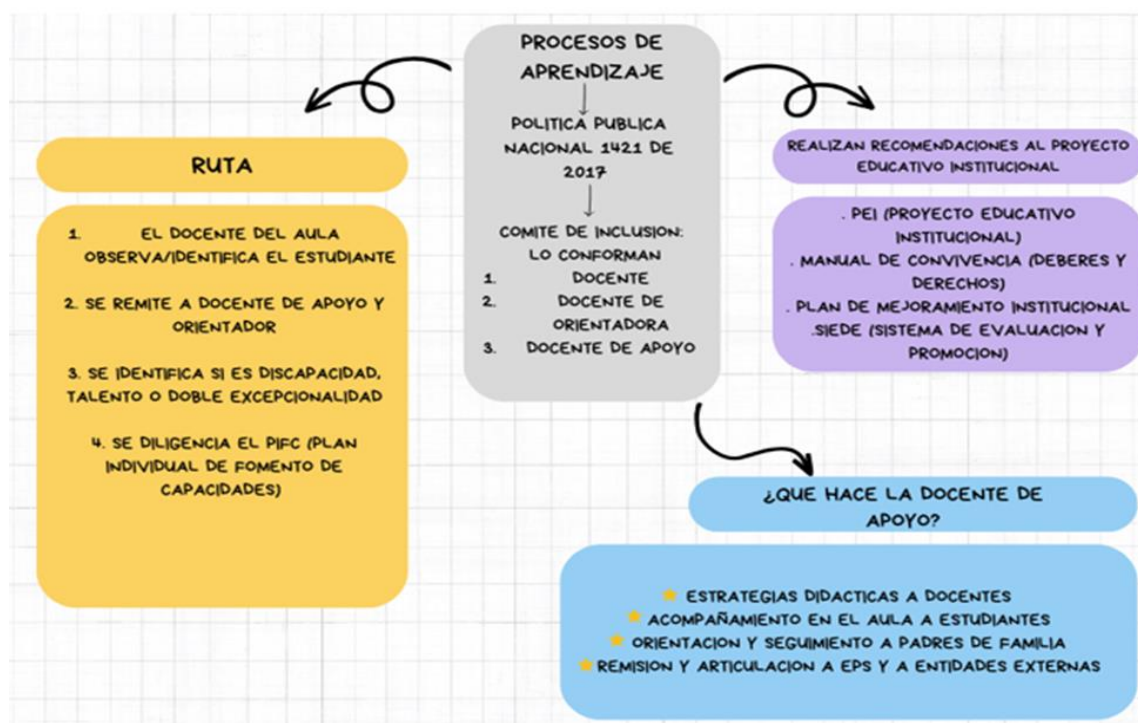 PROCESOS DE
APRENDIZAJE
POLITICA PUBLICA
NACIONAL 1421 DE
2017
COMITE DE INCLUSION:
LO CONFORMAN
1. DOCENTE
2. DOCENTE DE
ORIENTADORA
3. DOCENTE DE APOYO
RUTA
1. EL DOCENTE DEL AULA
OBSERVA/IDENTIFICA EL ESTUDIANTE
2. SE REMITE A DOCENTE DE APOYO Y
ORIENTADOR
3. SE IDENTIFICA SI ES DISCAPACIDAD,
TALENTO O DOBLE EXCEPCIONALIDAD
4. SE DILIGENCIA EL PIFC (PLAN
INDIVIDUAL DE FOMENTO DE
CAPACIDADES)
REALIZAN RECOMENDACIONES AL PROYECTO
EDUCATIVO INSTITUCIONAL
. PEI (PROYECTO EDUCATIVO
INSTITUCIONAL)
. MANUAL DE CONVIVENCIA (DEBERES Y
DERECHOS)
. PLAN DE MEJORAMIENTO INSTITUCIONAL
.SIEDE (SISTEMA DE EVALUACION Y
PROMOCION)
¿QUE HACE LA DOCENTE DE
APOYO?
ESTRATEGIAS DIDACTICAS A DOCENTES
ACOMPAÑAMIENTO EN EL AULA A ESTUDIANTES
ORIENTACION Y SEGUIMIENTO A PADRES DE FAMILIA
REMISION Y ARTICULACION A EPS Y A ENTIDADES EXTERNAS